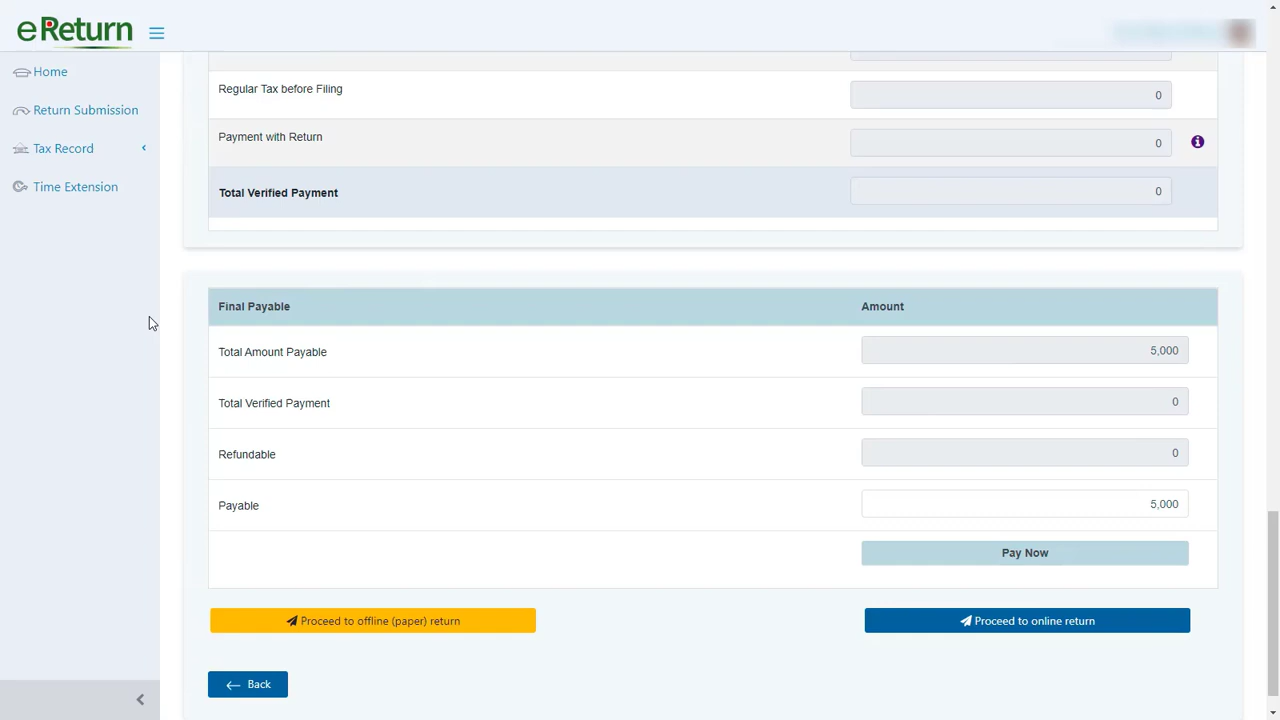 eReturn
Home
Return Submission
Tax Record
Time Extension
Regular Tax before Filing 0
Payment with Return 0
Total Verified Payment 0
Final Payable Amount
Total Amount Payable 5,000
Total Verified Payment 0
Refundable 0
Payable 5,000
Pay Now
Proceed to offline (paper) return Proceed to online return
Back